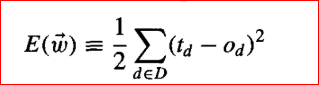 E(w⃗) ≡ 1/2 ∑_{d∈D} (t_d − o_d)²